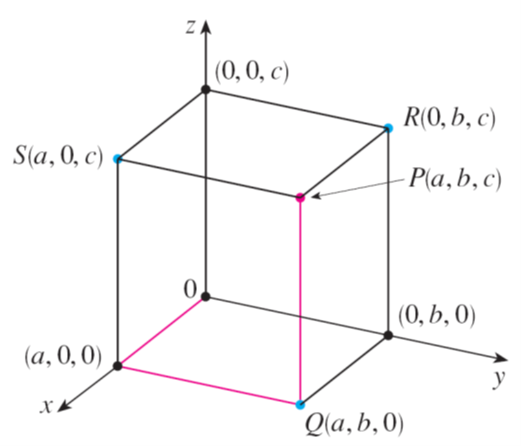 z
(0, 0, c)
R(0, b, c)
S(a, 0, c)
P(a, b, c)
0
(0, b, 0)
(a, 0, 0)
y
x
Q(a, b, 0)